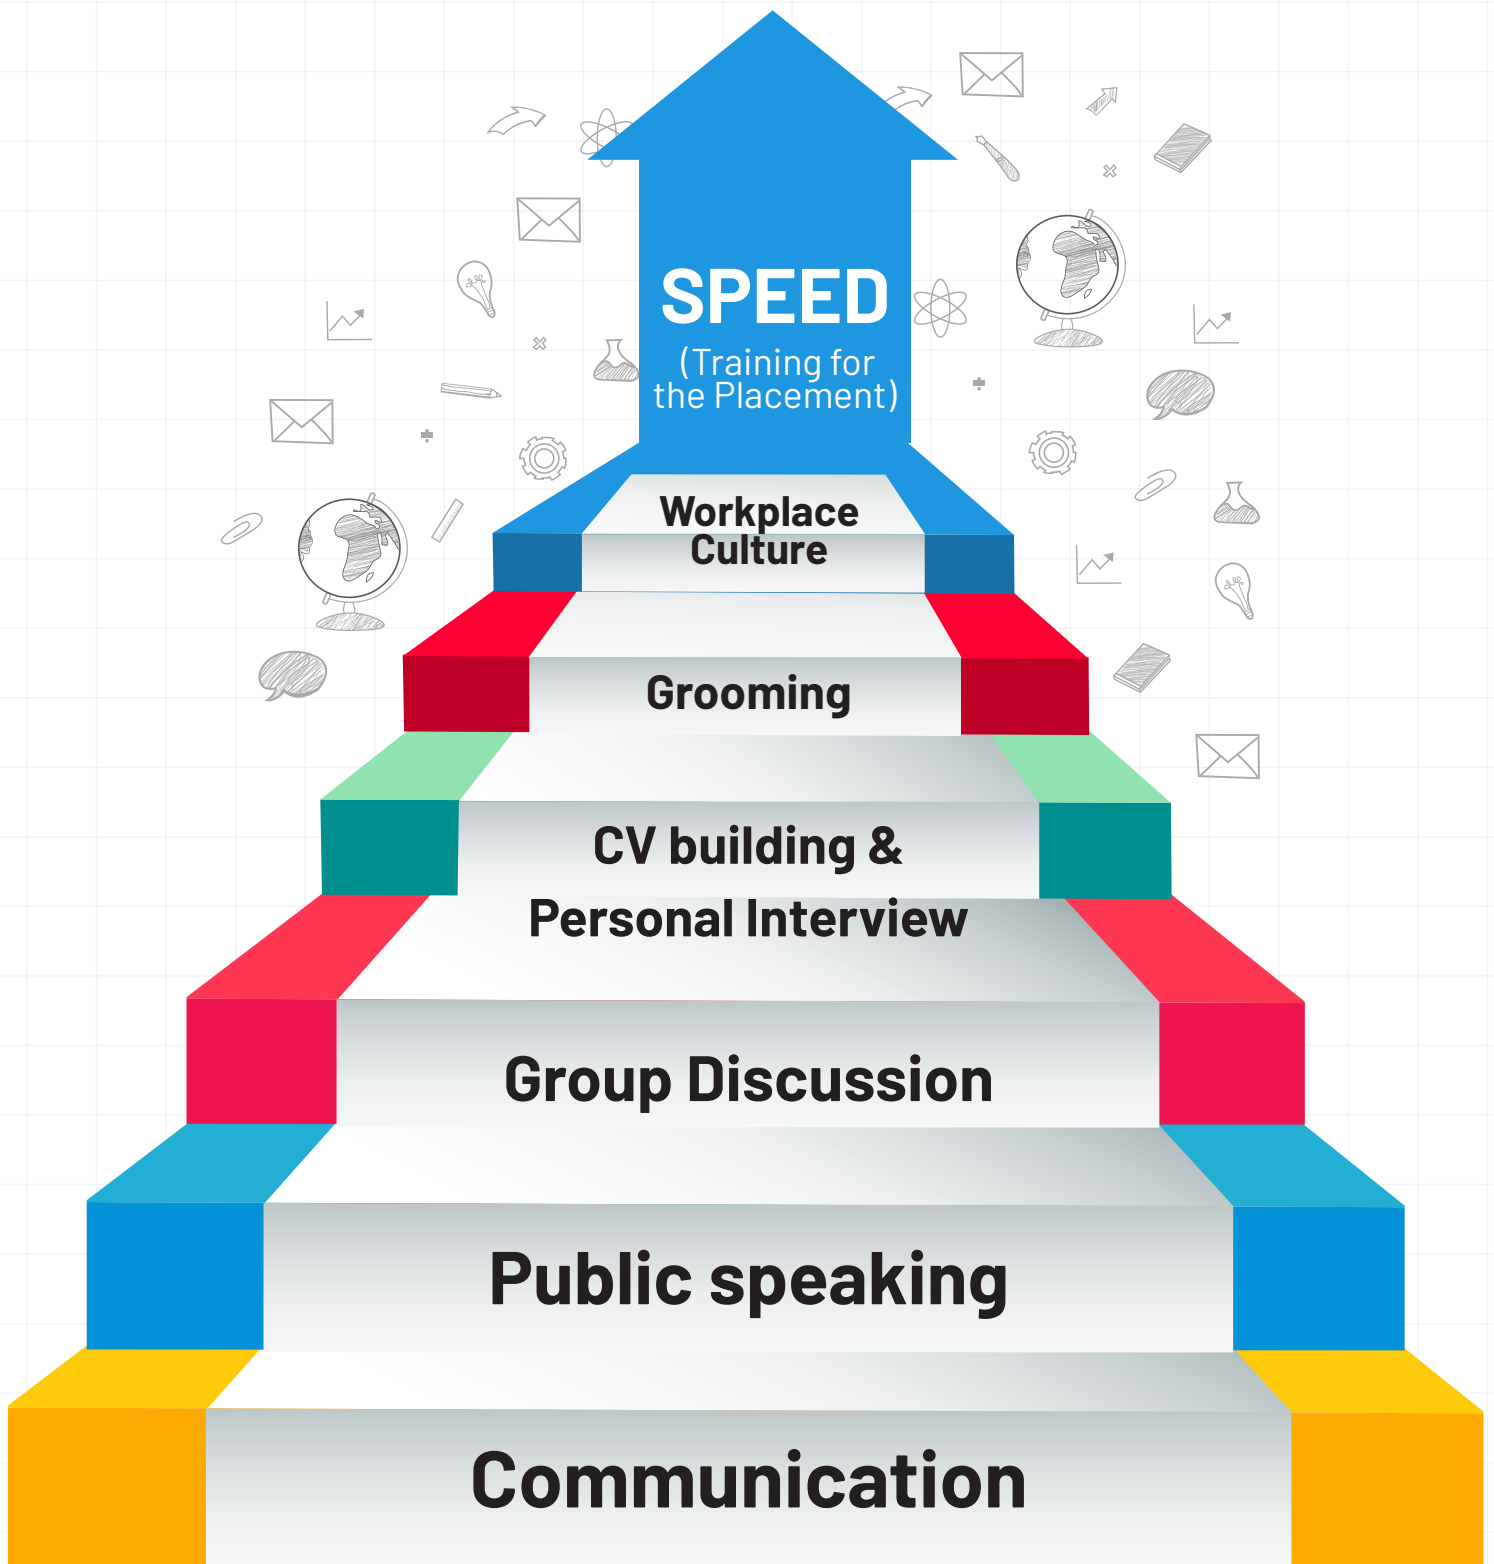 SPEED
(Training for
the Placement)
Workplace
Culture
Grooming
CV building &
Personal Interview
Group Discussion
Public speaking
Communication